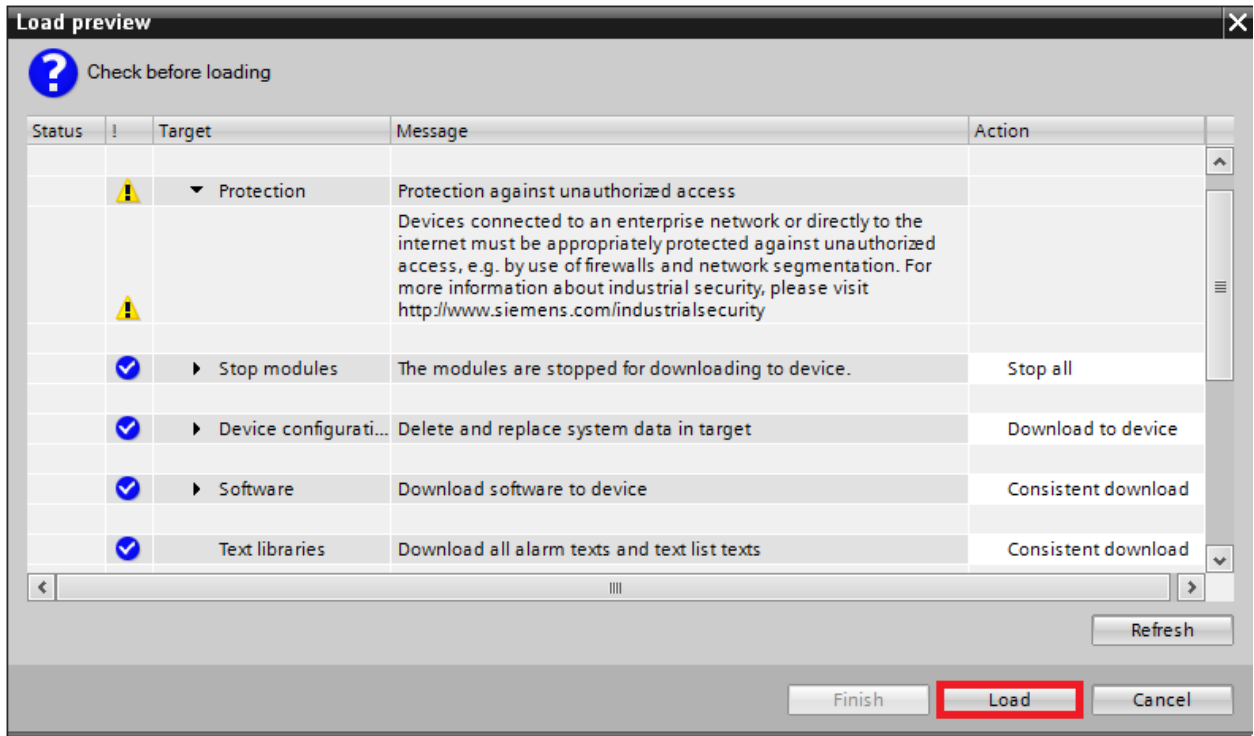 Load preview
Check before loading
Status ! Target Message Action
Protection Protection against unauthorized access
Devices connected to an enterprise network or directly to the
internet must be appropriately protected against unauthorized
access, e.g. by use of firewalls and network segmentation. For
more information about industrial security, please visit
http://www.siemens.com/industrialsecurity
Stop modules The modules are stopped for downloading to device. Stop all
Device configurati... Delete and replace system data in target Download to device
Software Download software to device Consistent download
Text libraries Download all alarm texts and text list texts Consistent download
Refresh
Finish Load Cancel